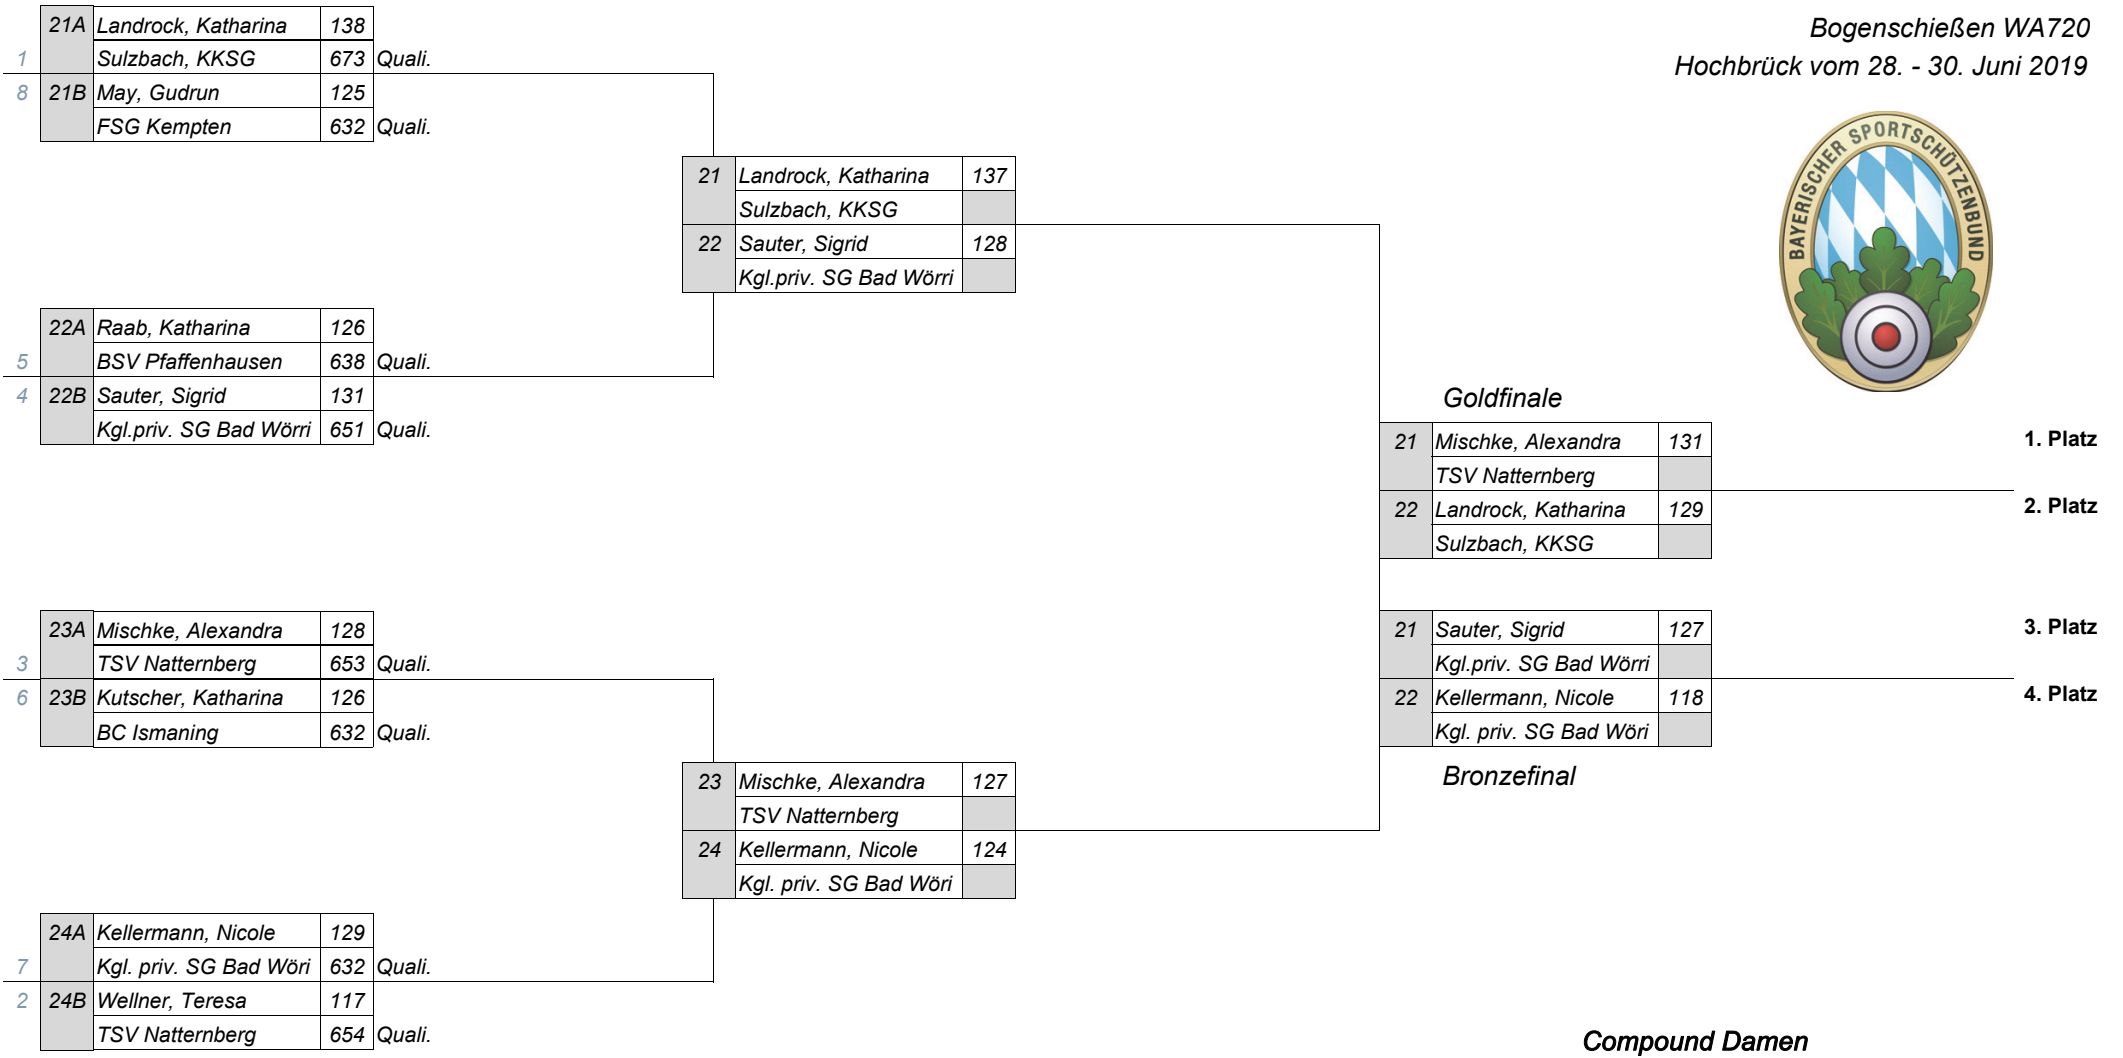 Bogenschießen WA720
Hochbrück vom 28. - 30. Juni 2019
BAYERISCHER SPORTSCHÜTZENBUND
21A Landrock, Katharina 138
1 Sulzbach, KKSG 673 Quali.
8 21B May, Gudrun 125
FSG Kempten 632 Quali.
21 Landrock, Katharina 137
Sulzbach, KKSG
22 Sauter, Sigrid 128
Kgl.priv. SG Bad Wörri
22A Raab, Katharina 126
5 BSV Pfaffenhausen 638 Quali.
4 22B Sauter, Sigrid 131
Kgl.priv. SG Bad Wörri 651 Quali.
Goldfinale
21 Mischke, Alexandra 131 1. Platz
TSV Natternberg
22 Landrock, Katharina 129 2. Platz
Sulzbach, KKSG
23A Mischke, Alexandra 128
3 TSV Natternberg 653 Quali.
6 23B Kutscher, Katharina 126
BC Ismaning 632 Quali.
21 Sauter, Sigrid 127 3. Platz
Kgl.priv. SG Bad Wörri
22 Kellermann, Nicole 118 4. Platz
Kgl. priv. SG Bad Wöri
Bronzefinal
23 Mischke, Alexandra 127
TSV Natternberg
24 Kellermann, Nicole 124
Kgl. priv. SG Bad Wöri
24A Kellermann, Nicole 129
7 Kgl. priv. SG Bad Wöri 632 Quali.
2 24B Wellner, Teresa 117
TSV Natternberg 654 Quali.
Compound Damen